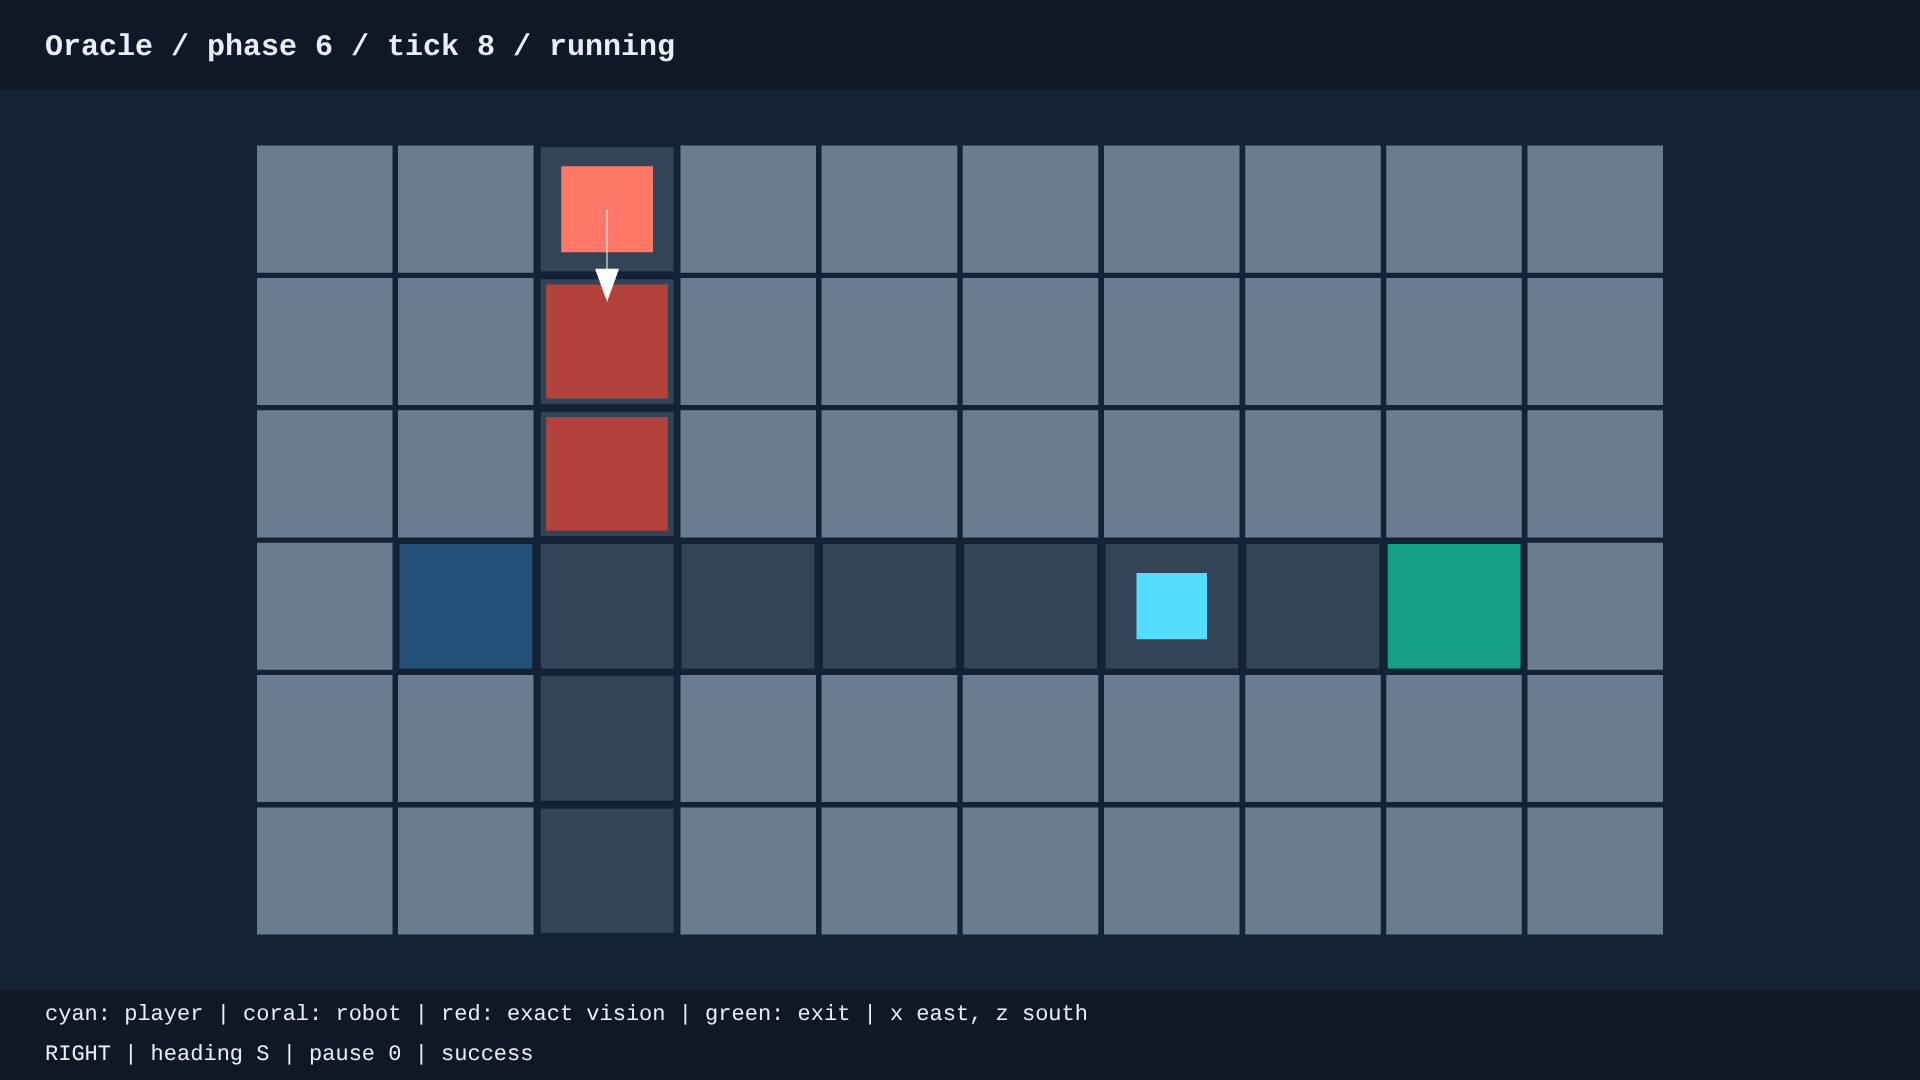 Oracle / phase 6 / tick 8 / running
cyan: player | coral: robot | red: exact vision | green: exit | x east, z south
RIGHT | heading S | pause 0 | success